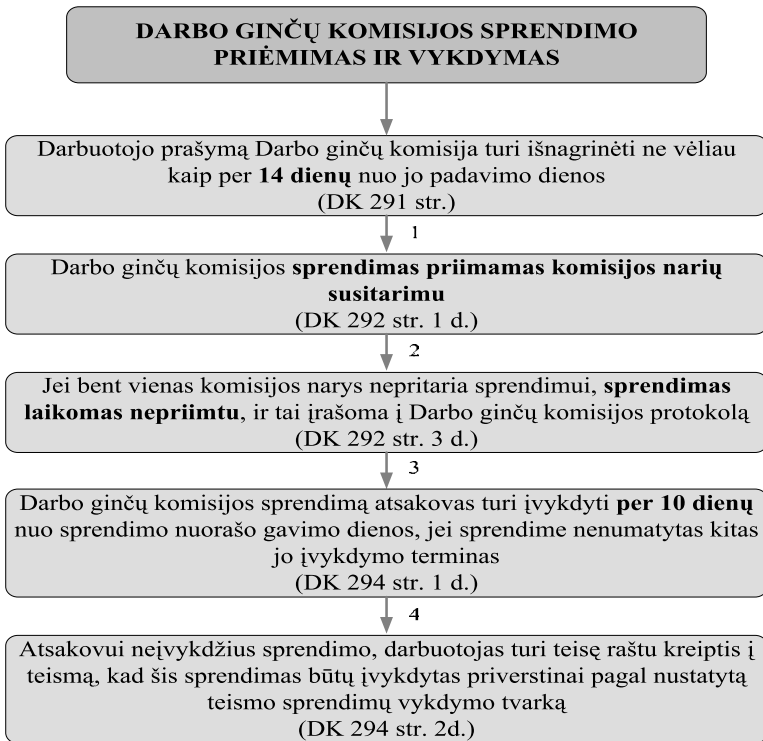 DARBO GINČŲ KOMISIJOS SPRENDIMO
PRIĖMIMAS IR VYKDYMAS
Darbuotojo prašymą Darbo ginčų komisija turi išnagrinėti ne vėliau
kaip per 14 dienų nuo jo padavimo dienos
(DK 291 str.)
1
Darbo ginčų komisijos sprendimas priimamas komisijos narių
susitarimu
(DK 292 str. 1 d.)
2
Jei bent vienas komisijos narys nepritaria sprendimui, sprendimas
laikomas nepriimtu, ir tai įrašoma į Darbo ginčų komisijos protokolą
(DK 292 str. 3 d.)
3
Darbo ginčų komisijos sprendimą atsakovas turi įvykdyti per 10 dienų
nuo sprendimo nuorašo gavimo dienos, jei sprendime nenumatytas kitas
jo įvykdymo terminas
(DK 294 str. 1 d.)
4
Atsakovui neįvykdžius sprendimo, darbuotojas turi teisę raštu kreiptis į
teismą, kad šis sprendimas būtų įvykdytas priverstinai pagal nustatytą
teismo sprendimų vykdymo tvarką
(DK 294 str. 2d.)